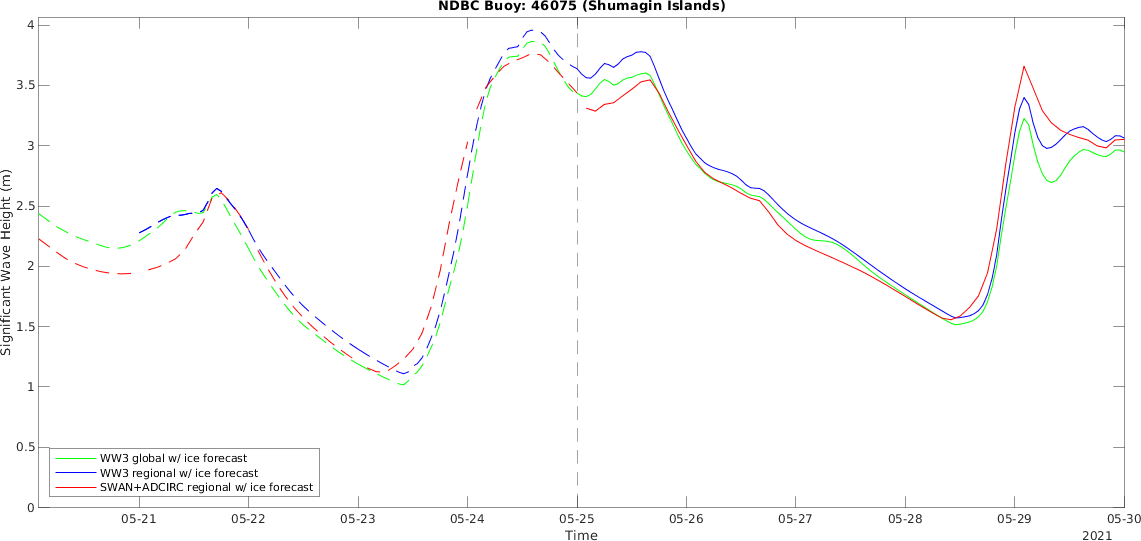 NDBC Buoy: 46075 (Shumagin Islands)
Significant Wave Height (m)
4
3.5
3
2.5
2
1.5
1
0.5
0
WW3 global w/ ice forecast
WW3 regional w/ ice forecast
SWAN+ADCIRC regional w/ ice forecast
05-21 05-22 05-23 05-24 05-25 05-26 05-27 05-28 05-29 05-30
Time
2021